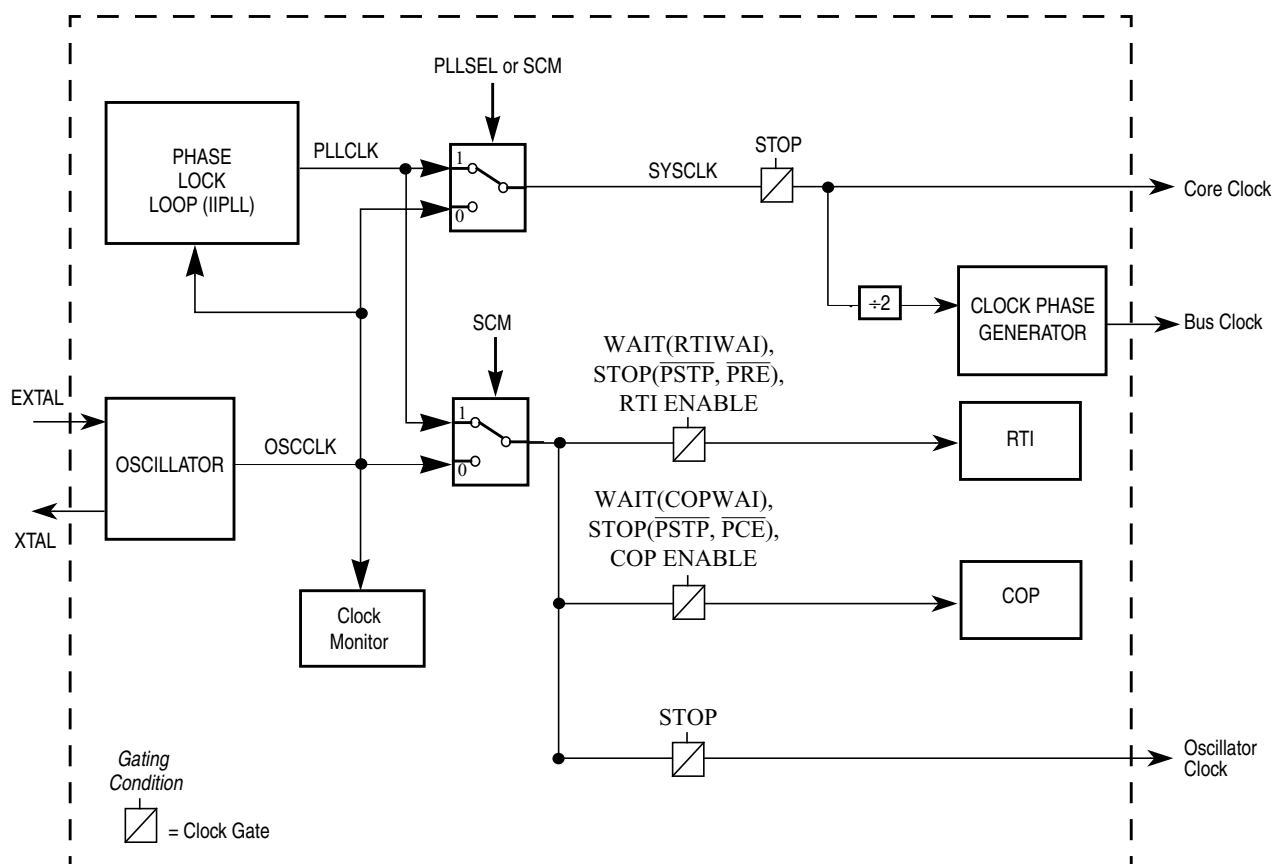 PLLSEL or SCM
PHASE
LOCK
LOOP (IIPLL)
PLLCLK
1
0
SYSCLK
STOP
Core Clock
÷2
CLOCK PHASE
GENERATOR
Bus Clock
SCM
WAIT(RTIWAI),
STOP(PSTP, PRE),
RTI ENABLE
EXTAL
OSCILLATOR
XTAL
OSCCLK
1
0
RTI
WAIT(COPWAI),
STOP(PSTP, PCE),
COP ENABLE
COP
Clock
Monitor
STOP
Oscillator
Clock
Gating
Condition
= Clock Gate